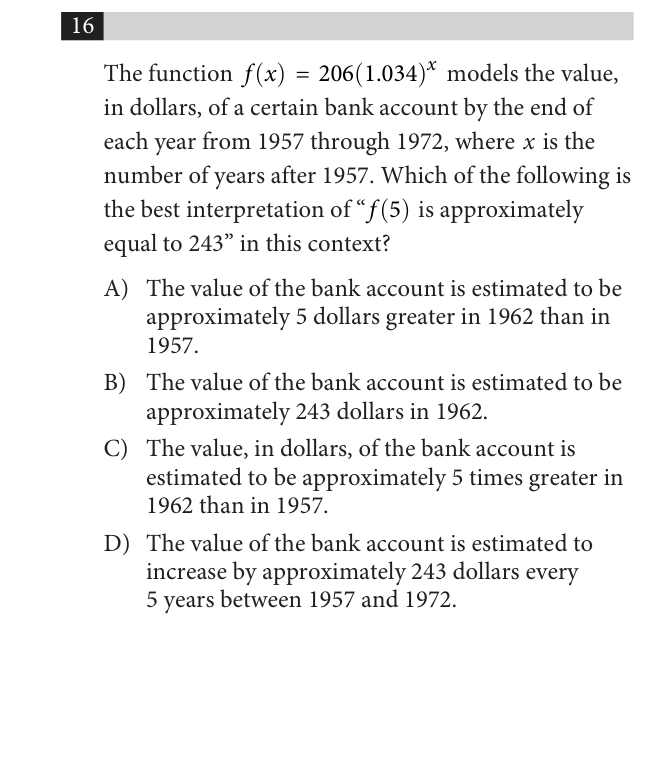 16
The function f(x) = 206(1.034)ˣ models the value,
in dollars, of a certain bank account by the end of
each year from 1957 through 1972, where x is the
number of years after 1957. Which of the following is
the best interpretation of “f(5) is approximately
equal to 243” in this context?
A) The value of the bank account is estimated to be
approximately 5 dollars greater in 1962 than in
1957.
B) The value of the bank account is estimated to be
approximately 243 dollars in 1962.
C) The value, in dollars, of the bank account is
estimated to be approximately 5 times greater in
1962 than in 1957.
D) The value of the bank account is estimated to
increase by approximately 243 dollars every
5 years between 1957 and 1972.